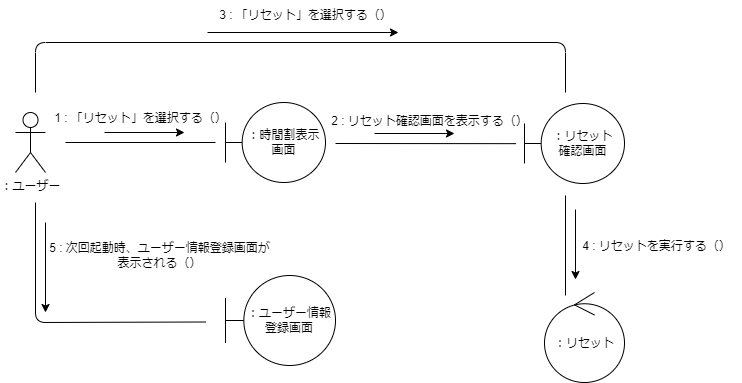 3 : 「リセット」を選択する（）
1 : 「リセット」を選択する（）
: 時間割表示
画面
2 : リセット確認画面を表示する（）
: リセット
確認画面
: ユーザー
5 : 次回起動時、ユーザー情報登録画面が
表示される（）
4 : リセットを実行する（）
: ユーザー情報
登録画面
: リセット